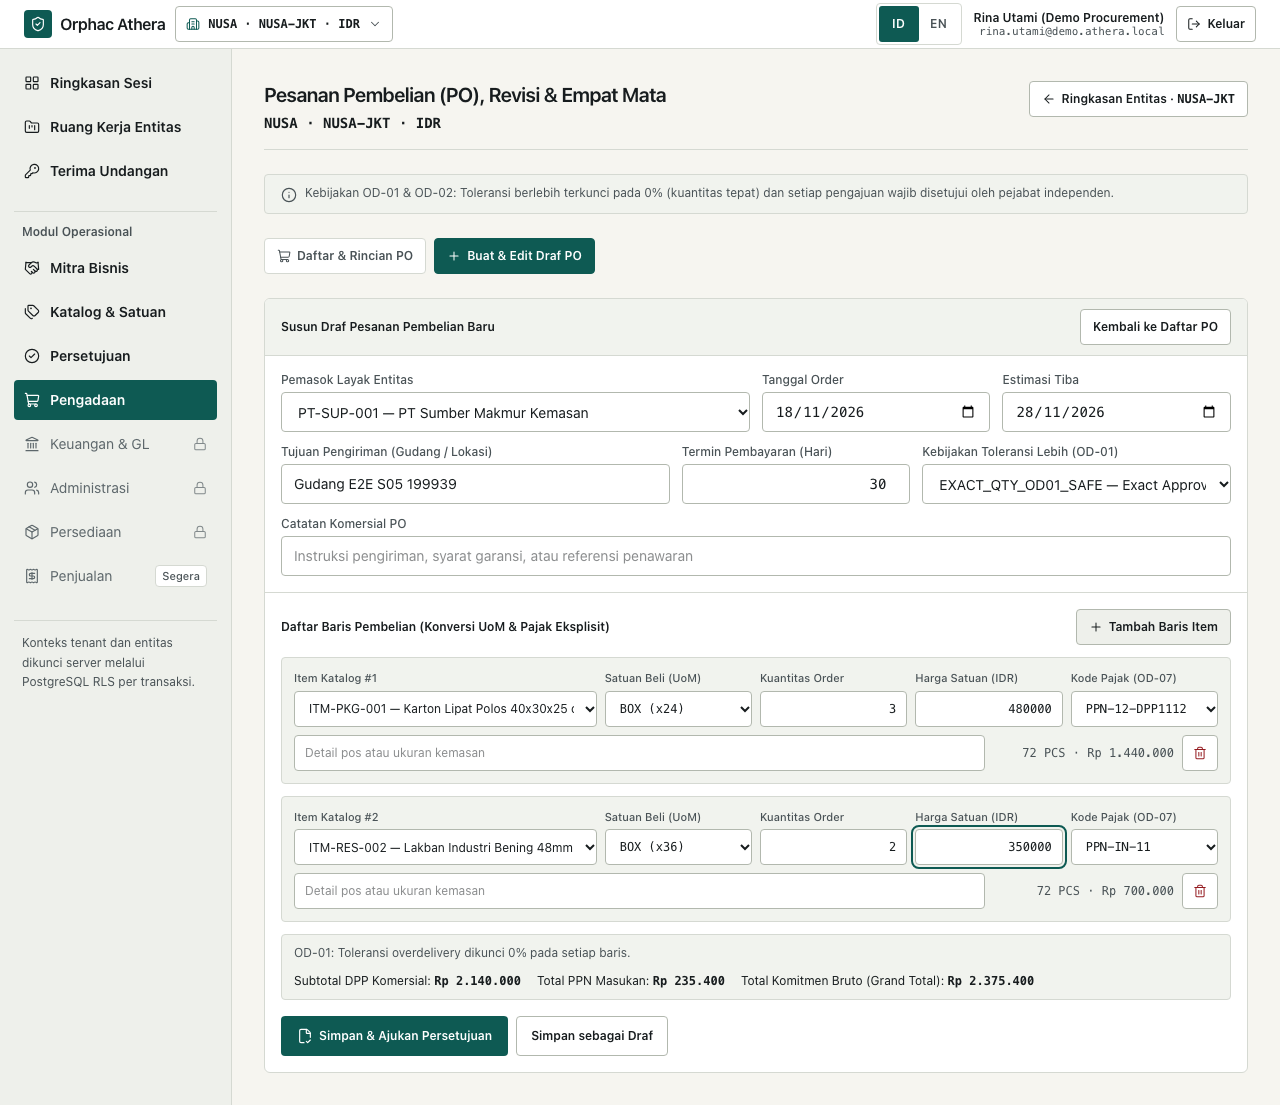 Orphac Athera
NUSA · NUSA-JKT · IDR
ID
EN
Rina Utami (Demo Procurement)
rina.utami@demo.athera.local
Keluar
Ringkasan Sesi
Ruang Kerja Entitas
Terima Undangan
Modul Operasional
Mitra Bisnis
Katalog & Satuan
Persetujuan
Pengadaan
Keuangan & GL
Administrasi
Persediaan
Penjualan
Segera
Konteks tenant dan entitas
dikunci server melalui
PostgreSQL RLS per transaksi.
Pesanan Pembelian (PO), Revisi & Empat Mata
NUSA · NUSA-JKT · IDR
Ringkasan Entitas · NUSA-JKT
Kebijakan OD-01 & OD-02: Toleransi berlebih terkunci pada 0% (kuantitas tepat) dan setiap pengajuan wajib disetujui oleh pejabat independen.
Daftar & Rincian PO
Buat & Edit Draf PO
Susun Draf Pesanan Pembelian Baru
Kembali ke Daftar PO
Pemasok Layak Entitas
Tanggal Order
Estimasi Tiba
PT-SUP-001 — PT Sumber Makmur Kemasan
18/11/2026
28/11/2026
Tujuan Pengiriman (Gudang / Lokasi)
Termin Pembayaran (Hari)
Kebijakan Toleransi Lebih (OD-01)
Gudang E2E S05 199939
30
EXACT_QTY_OD01_SAFE — Exact Approv
Catatan Komersial PO
Instruksi pengiriman, syarat garansi, atau referensi penawaran
Daftar Baris Pembelian (Konversi UoM & Pajak Eksplisit)
Tambah Baris Item
Item Katalog #1
Satuan Beli (UoM)
Kuantitas Order
Harga Satuan (IDR)
Kode Pajak (OD-07)
ITM-PKG-001 — Karton Lipat Polos 40x30x25 c
BOX (x24)
3
480000
PPN-12-DPP1112
Detail pos atau ukuran kemasan
72 PCS · Rp 1.440.000
Item Katalog #2
Satuan Beli (UoM)
Kuantitas Order
Harga Satuan (IDR)
Kode Pajak (OD-07)
ITM-RES-002 — Lakban Industri Bening 48mm
BOX (x36)
2
350000
PPN-IN-11
Detail pos atau ukuran kemasan
72 PCS · Rp 700.000
OD-01: Toleransi overdelivery dikunci 0% pada setiap baris.
Subtotal DPP Komersial: Rp 2.140.000 Total PPN Masukan: Rp 235.400 Total Komitmen Bruto (Grand Total): Rp 2.375.400
Simpan & Ajukan Persetujuan
Simpan sebagai Draf